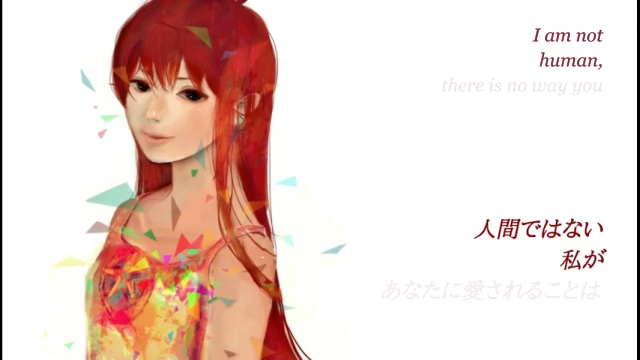 I am not
human,
there is no way you
人間ではない
私が
あなたに愛されることは